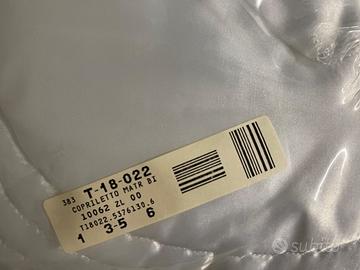 383 T-18-022
COPRILETTO MATR BI
10062 ZL 00
T18022.5376130.6
1 3-5 6
subito